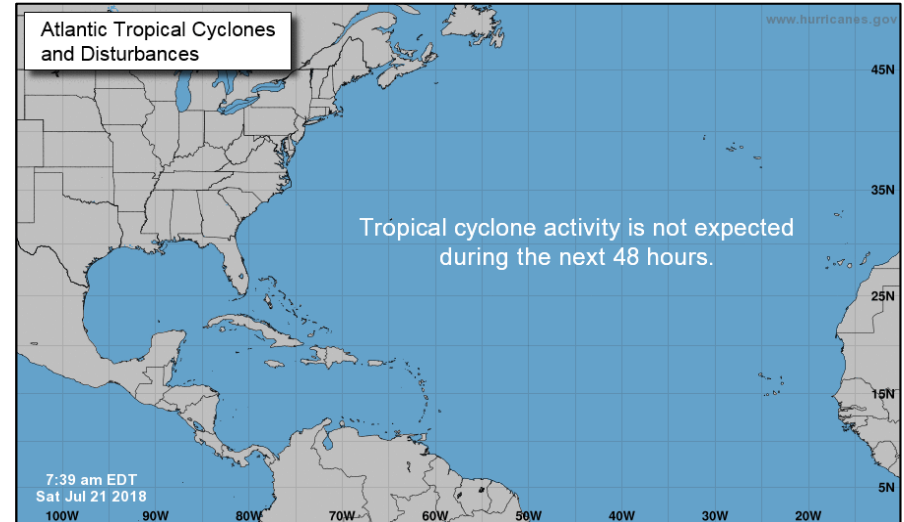 Atlantic Tropical Cyclones
and Disturbances
www.hurricanes.gov
45N
35N
Tropical cyclone activity is not expected
during the next 48 hours.
25N
15N
7:39 am EDT
Sat Jul 21 2018
5N
100W 90W 80W 70W 60W 50W 40W 30W 20W